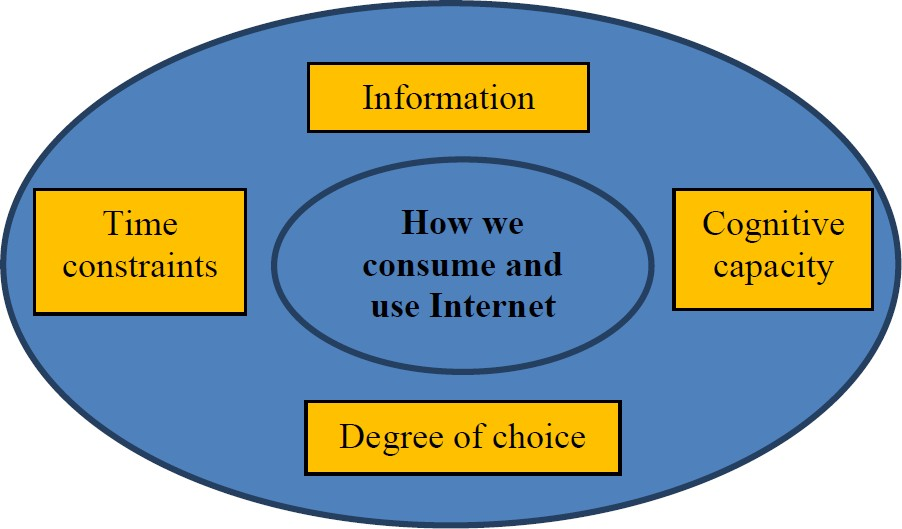 Information
Time
constraints
How we
consume and
use Internet
Cognitive
capacity
Degree of choice